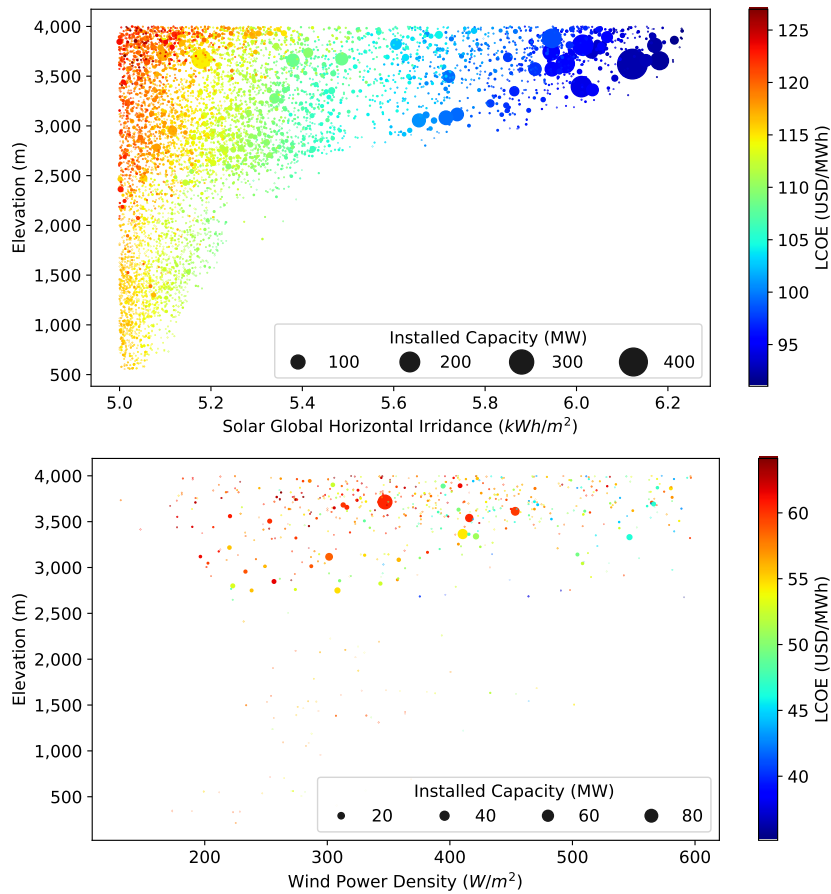 4,000
3,500
3,000
2,500
2,000
1,500
1,000
500
Elevation (m)
5.0 5.2 5.4 5.6 5.8 6.0 6.2
Solar Global Horizontal Irridance (kWh/m²)
Installed Capacity (MW)
100 200 300 400
125
120
115
110
105
100
95
LCOE (USD/MWh)
4,000
3,500
3,000
2,500
2,000
1,500
1,000
500
Elevation (m)
200 300 400 500 600
Wind Power Density (W/m²)
Installed Capacity (MW)
20 40 60 80
60
55
50
45
40
LCOE (USD/MWh)